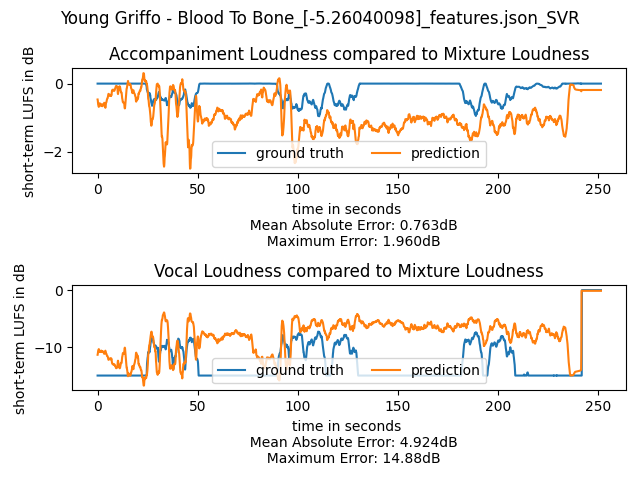 Young Griffo - Blood To Bone_[-5.26040098]_features.json_SVR
Accompaniment Loudness compared to Mixture Loudness
short-term LUFS in dB
0
−2
ground truth
prediction
0
50
100
150
200
250
time in seconds
Mean Absolute Error: 0.763dB
Maximum Error: 1.960dB
Vocal Loudness compared to Mixture Loudness
short-term LUFS in dB
0
−10
ground truth
prediction
0
50
100
150
200
250
time in seconds
Mean Absolute Error: 4.924dB
Maximum Error: 14.88dB